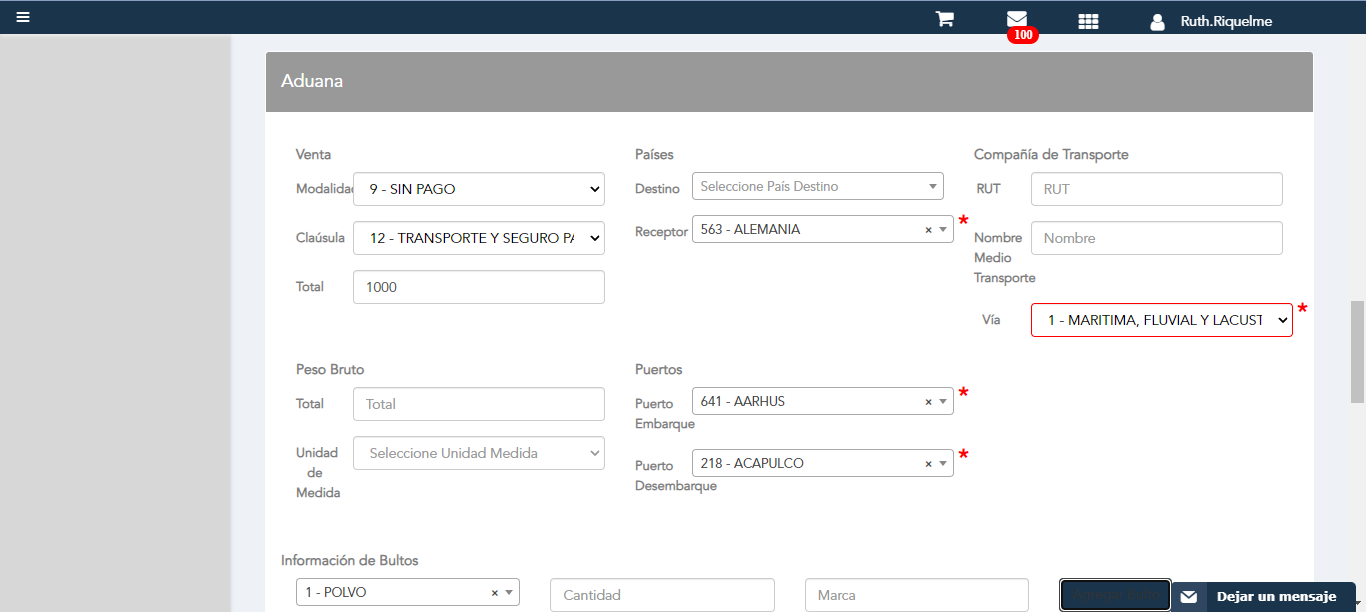 Ruth.Riquelme
100
Aduana
Venta
Modalidad
9 - SIN PAGO
Claúsula
12 - TRANSPORTE Y SEGURO PA
Total
1000
Países
Destino
Seleccione País Destino
Receptor
563 - ALEMANIA
× *
Compañía de Transporte
RUT
RUT
Nombre
Medio
Transporte
Nombre
Vía
1 - MARITIMA, FLUVIAL Y LACUST
*
Peso Bruto
Total
Total
Unidad
de
Medida
Seleccione Unidad Medida
Puertos
Puerto
Embarque
641 - AARHUS
× *
Puerto
Desembarque
218 - ACAPULCO
× *
Información de Bultos
1 - POLVO
×
Cantidad
Marca
Dejar un mensaje